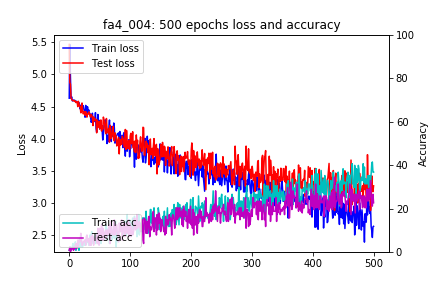 fa4_004: 500 epochs loss and accuracy
Train loss
Test loss
Train acc
Test acc
Loss
5.5
5.0
4.5
4.0
3.5
3.0
2.5
Accuracy
100
80
60
40
20
0
0
100
200
300
400
500